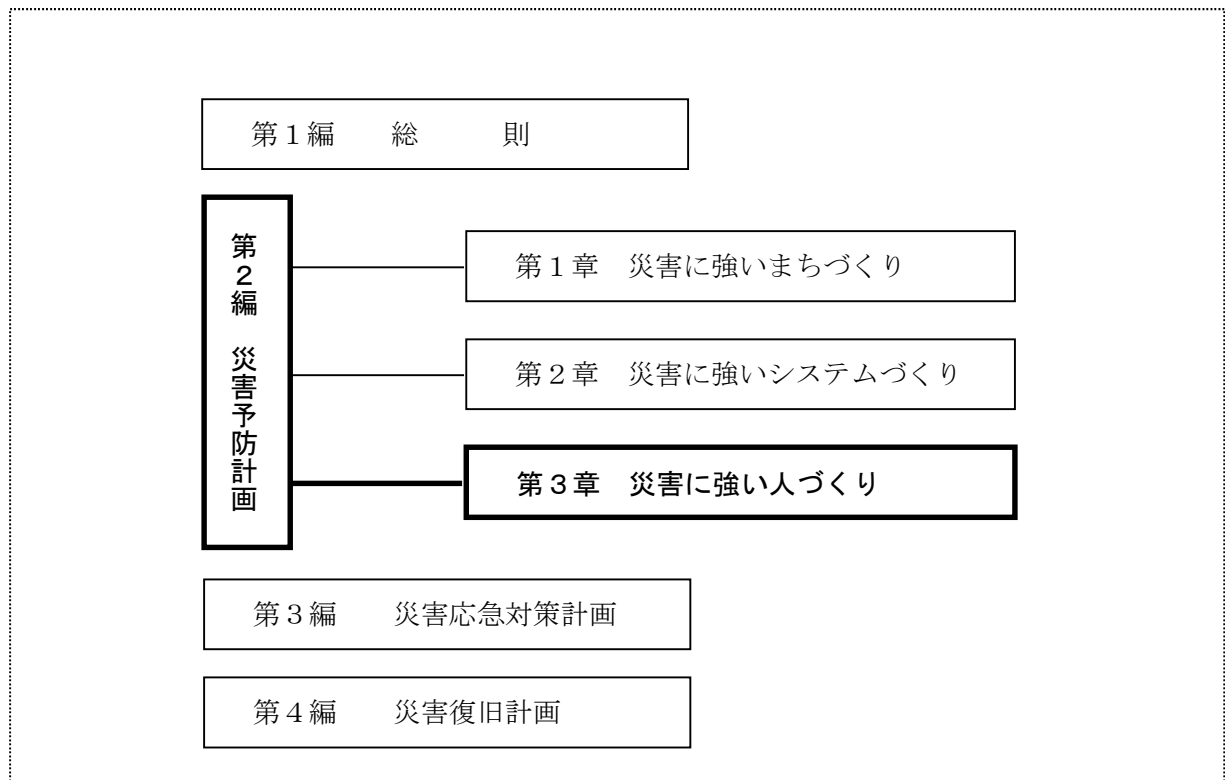 第１編　　総　　　則
第２編　災害予防計画
第１章　災害に強いまちづくり
第２章　災害に強いシステムづくり
第３章　災害に強い人づくり
第３編　　災害応急対策計画
第４編　　災害復旧計画